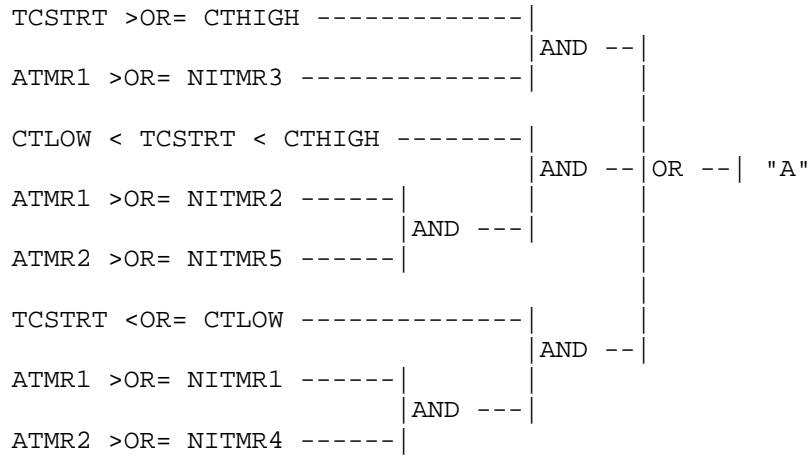 TCSTRT >OR= CTHIGH -------------|
|AND --|
ATMR1 >OR= NITMR3 --------------| |
|
CTLOW < TCSTRT < CTHIGH --------| |
|AND --|OR --| "A"
ATMR1 >OR= NITMR2 ------| | |
|AND ---| |
ATMR2 >OR= NITMR5 ------| |
|
TCSTRT <OR= CTLOW --------------| |
|AND --|
ATMR1 >OR= NITMR1 ------| |
|AND ---|
ATMR2 >OR= NITMR4 ------|